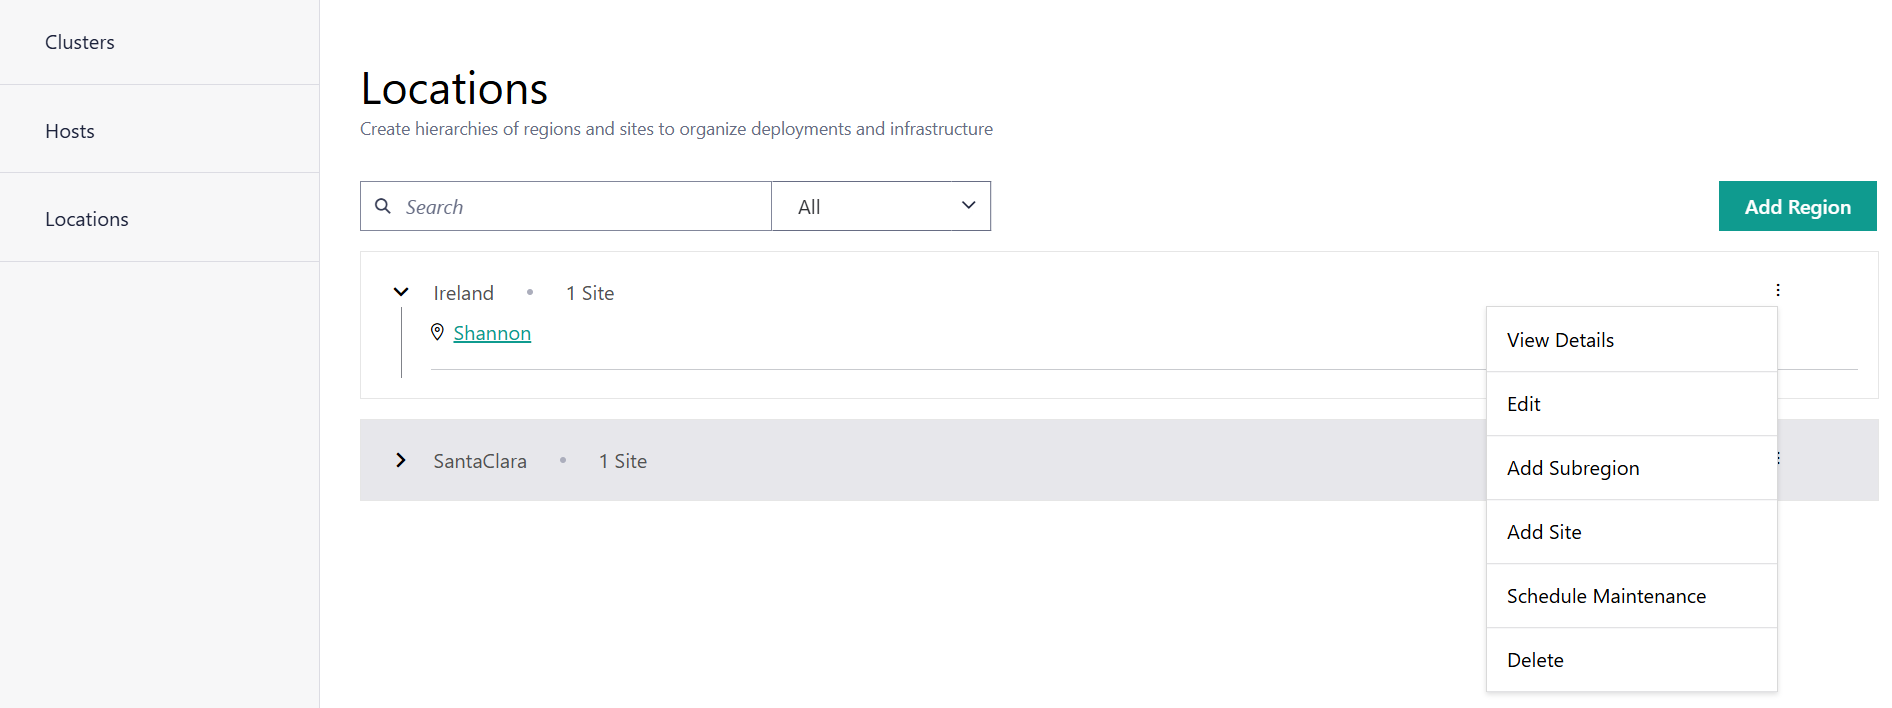 Clusters
Hosts
Locations
Locations
Create hierarchies of regions and sites to organize deployments and infrastructure
Search
All
Add Region
Ireland • 1 Site
Shannon
SantaClara • 1 Site
View Details
Edit
Add Subregion
Add Site
Schedule Maintenance
Delete